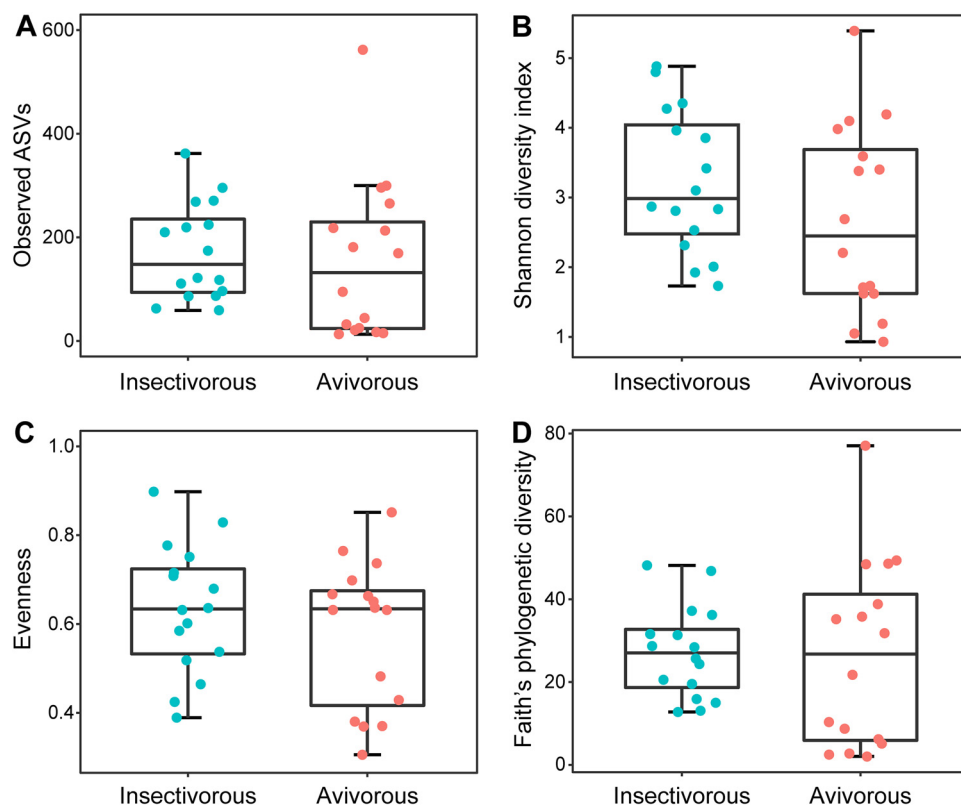 A
Observed ASVs
600
400
200
0
Insectivorous Avivorous
B
Shannon diversity index
5
4
3
2
1
Insectivorous Avivorous
C
Evenness
1.0
0.8
0.6
0.4
Insectivorous Avivorous
D
Faith's phylogenetic diversity
80
60
40
20
0
Insectivorous Avivorous